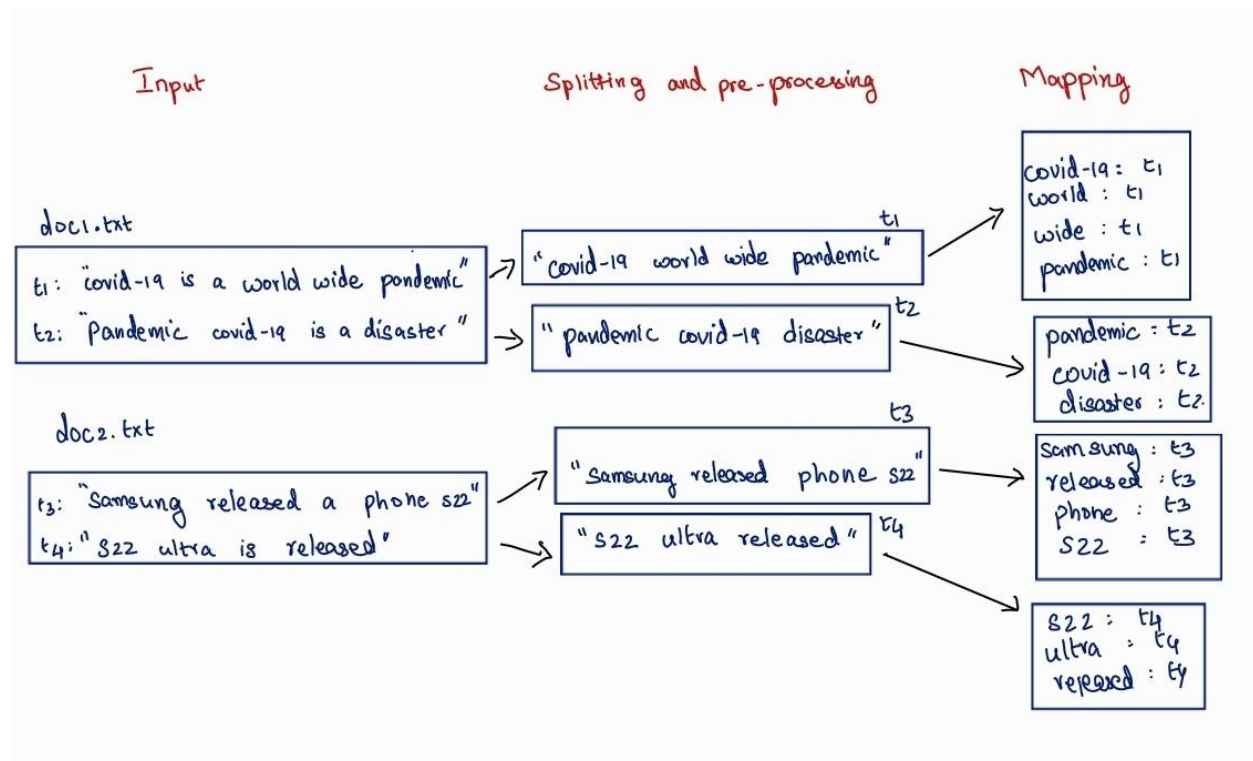 Input
Splitting and pre-processing
Mapping
doc1.txt
t1: "covid-19 is a world wide pandemic"
t2: "Pandemic covid-19 is a disaster"
t1
"covid-19 world wide pandemic"
t2
"pandemic covid-19 disaster"
covid-19: t1
world : t1
wide : t1
pandemic : t1
pandemic : t2
covid-19: t2
disaster : t2.
doc2.txt
t3: "Samsung released a phone s22"
t4: "S22 ultra is released"
t3
"Samsung released phone s22"
t4
"S22 ultra released"
samsung : t3
released : t3
phone : t3
S22 : t3
S22 : t4
ultra : t4
released : t4